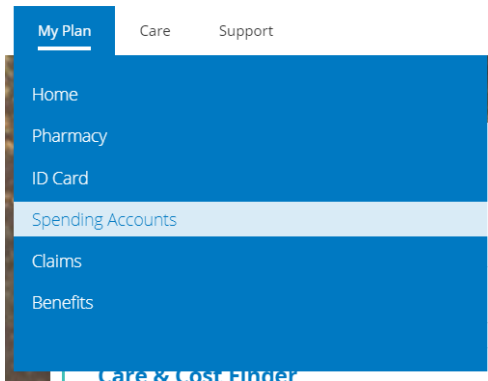 My Plan Care Support
Home
Pharmacy
ID Card
Spending Accounts
Claims
Benefits
Care & Cost Finder